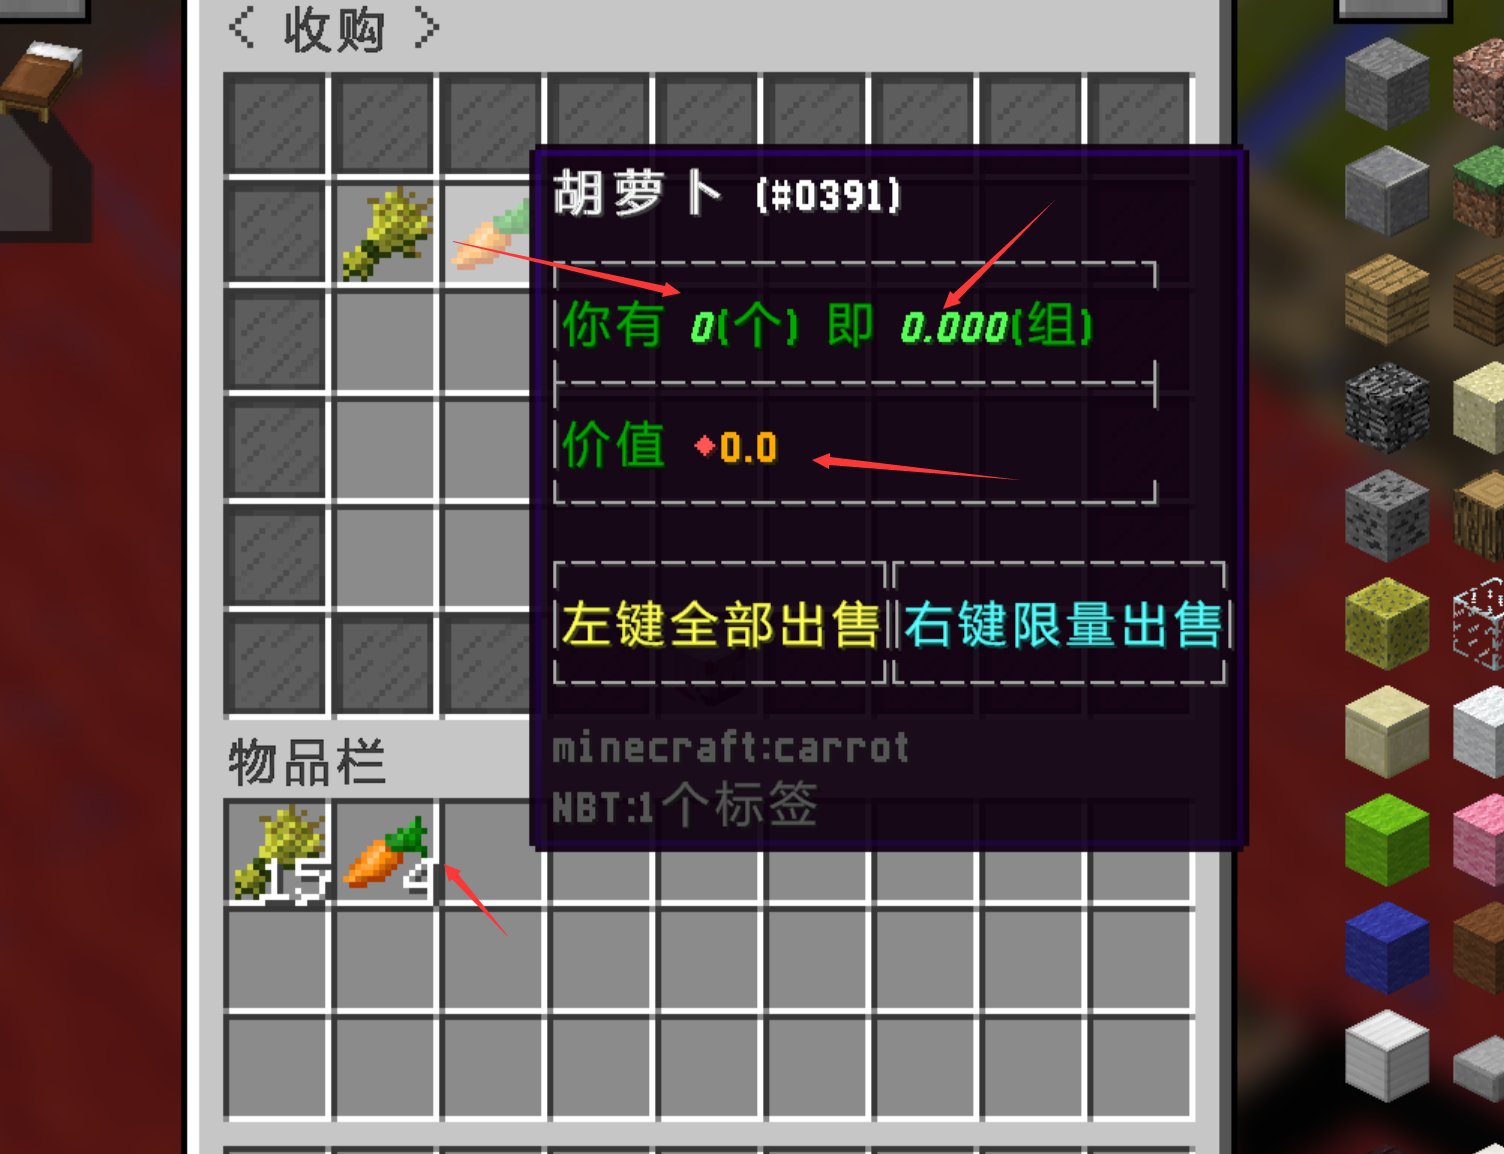 < 收购 >
胡萝卜 (#0391)
你有 0(个) 即 0.000(组)
价值 ♦0.0
左键全部出售 右键限量出售
minecraft:carrot
NBT:1个标签
物品栏
15 4